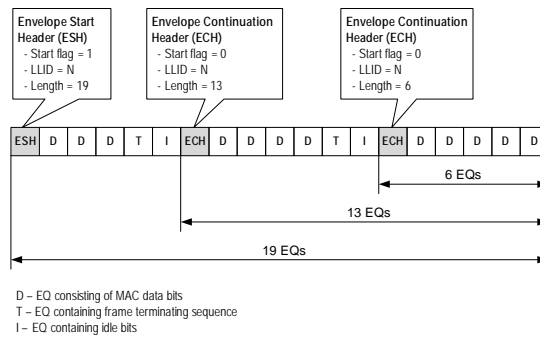 Envelope Start
Header (ESH)
- Start flag = 1
- LLID = N
- Length = 19
Envelope Continuation
Header (ECH)
- Start flag = 0
- LLID = N
- Length = 13
Envelope Continuation
Header (ECH)
- Start flag = 0
- LLID = N
- Length = 6
ESH D D D T I ECH D D D D T I ECH D D D D D
6 EQs
13 EQs
19 EQs
D – EQ consisting of MAC data bits
T – EQ containing frame terminating sequence
I – EQ containing idle bits